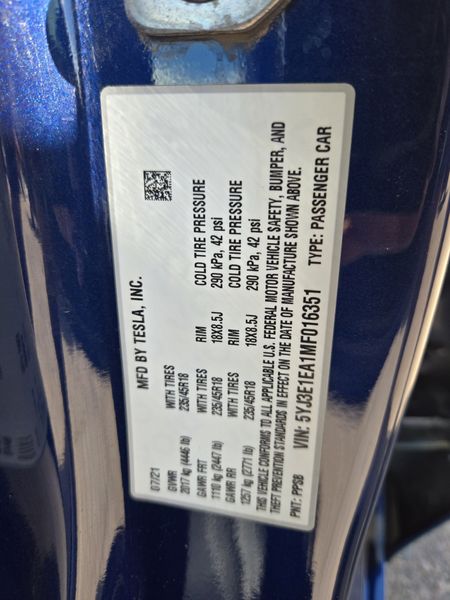 MFD BY TESLA, INC.
07/21
GVWR WITH TIRES RIM COLD TIRE PRESSURE
2017 kg (4446 lb) 235/45R18 18X8.5J 290 kPa, 42 psi
GAWR FRT WITH TIRES RIM COLD TIRE PRESSURE
1110 kg (2447 lb) 235/45R18 18X8.5J 290 kPa, 42 psi
GAWR RR
1257 kg (2771 lb)
THIS VEHICLE CONFORMS TO ALL APPLICABLE U.S. FEDERAL MOTOR VEHICLE SAFETY, BUMPER, AND
THEFT PREVENTION STANDARDS IN EFFECT ON THE DATE OF MANUFACTURE SHOWN ABOVE.
PNT: PPSB VIN: 5YJ3E1EA1MF016351 TYPE: PASSENGER CAR